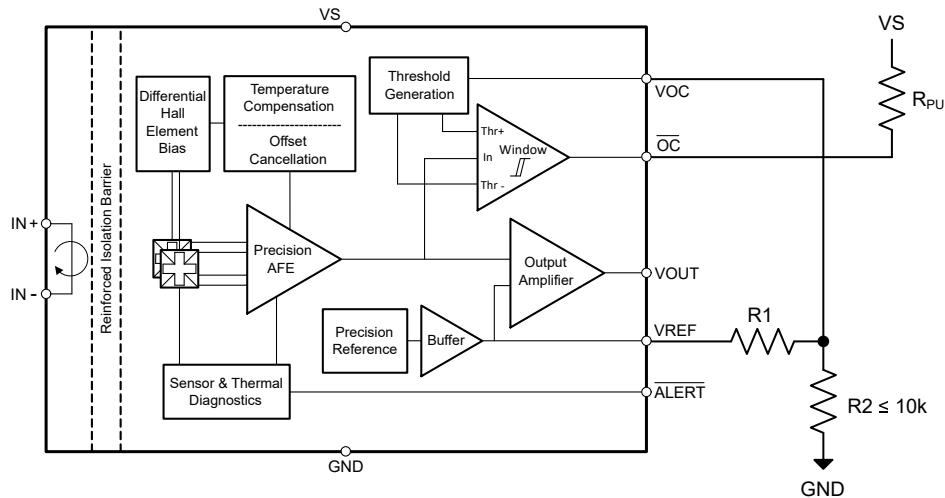 VS
VS
Differential
Hall
Element
Bias
Temperature
Compensation
Offset
Cancellation
Threshold
Generation
VOC
RPU
Thr+
Window
In
Thr -
OC
Reinforced Isolation Barrier
IN+
IN-
Precision
AFE
Output
Amplifier
VOUT
Precision
Reference
Buffer
VREF
R1
Sensor & Thermal
Diagnostics
ALERT
R2 ≤ 10k
GND
GND